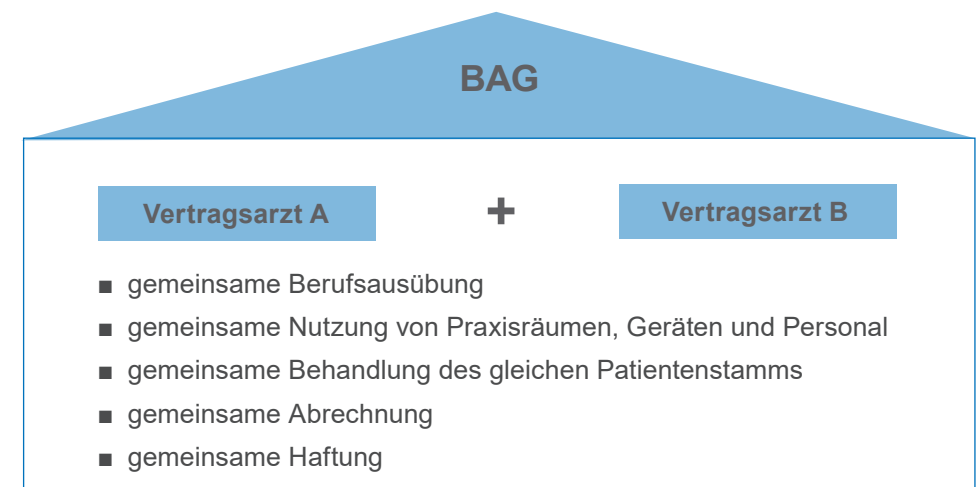 BAG
Vertragsarzt A + Vertragsarzt B
■ gemeinsame Berufsausübung
■ gemeinsame Nutzung von Praxisräumen, Geräten und Personal
■ gemeinsame Behandlung des gleichen Patientenstamms
■ gemeinsame Abrechnung
■ gemeinsame Haftung